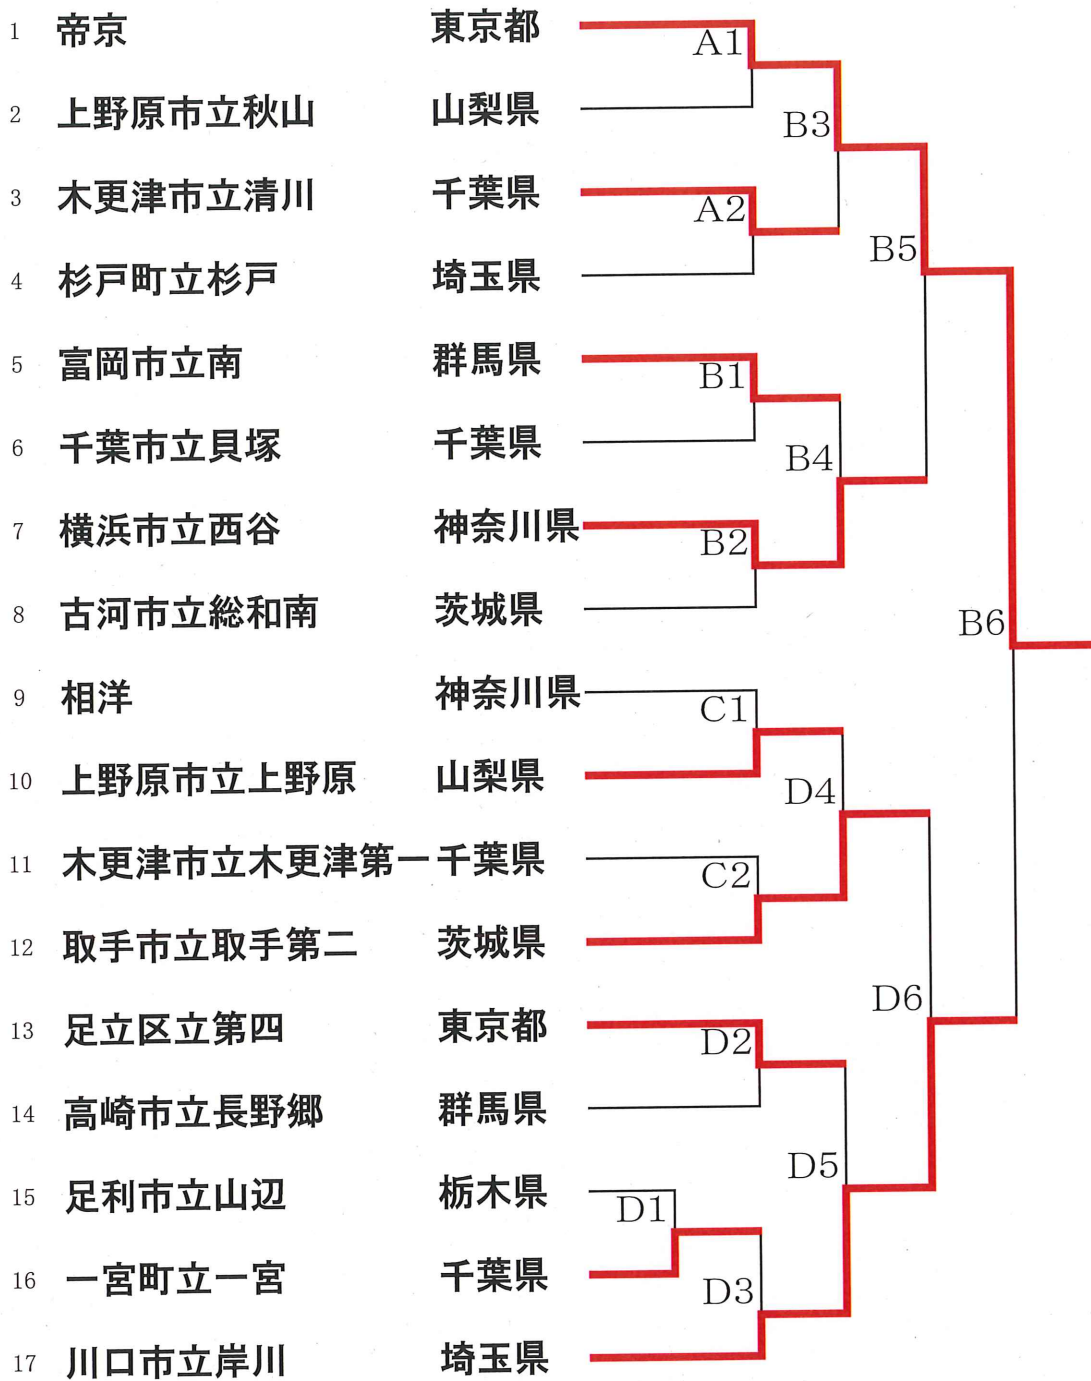 1 帝京 東京都
A1
2 上野原市立秋山 山梨県
B3
3 木更津市立清川 千葉県
A2
B5
4 杉戸町立杉戸 埼玉県
5 富岡市立南 群馬県
B1
6 千葉市立貝塚 千葉県
B4
7 横浜市立西谷 神奈川県
B2
8 古河市立総和南 茨城県
B6
9 相洋 神奈川県
C1
10 上野原市立上野原 山梨県
D4
11 木更津市立木更津第一 千葉県
C2
12 取手市立取手第二 茨城県
D6
13 足立区立第四 東京都
D2
14 高崎市立長野郷 群馬県
D5
15 足利市立山辺 栃木県
D1
16 一宮町立一宮 千葉県
D3
17 川口市立岸川 埼玉県